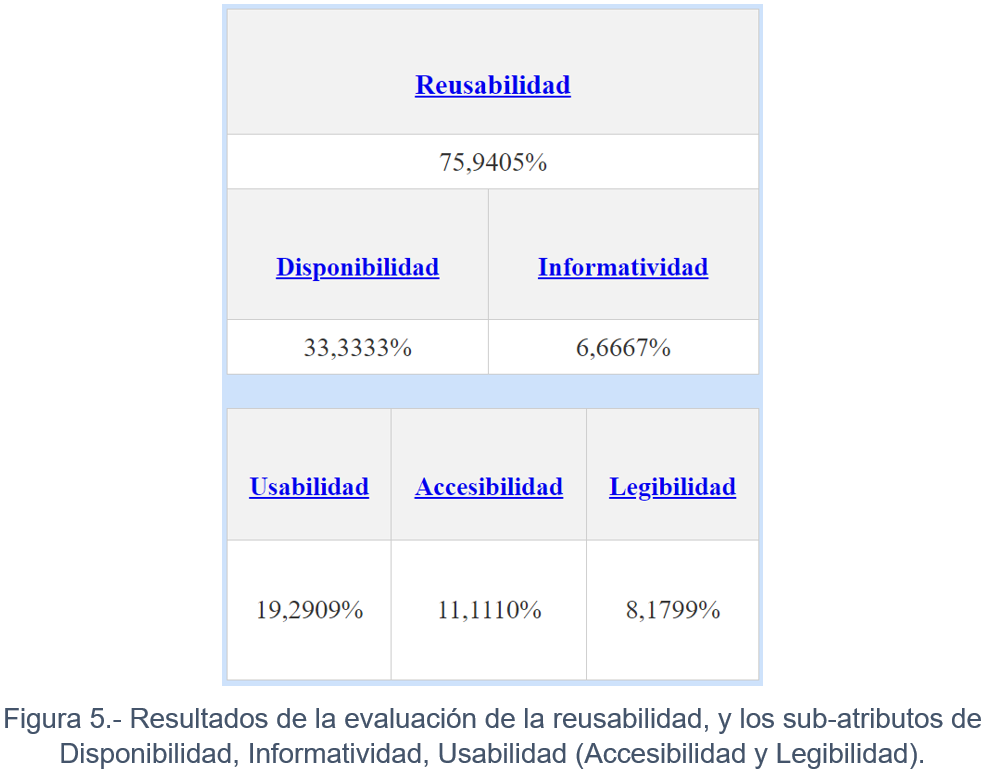 Reusabilidad
75,9405%
Disponibilidad Informatividad
33,3333% 6,6667%
Usabilidad Accesibilidad Legibilidad
19,2909% 11,1110% 8,1799%
Figura 5.- Resultados de la evaluación de la reusabilidad, y los sub-atributos de
Disponibilidad, Informatividad, Usabilidad (Accesibilidad y Legibilidad).